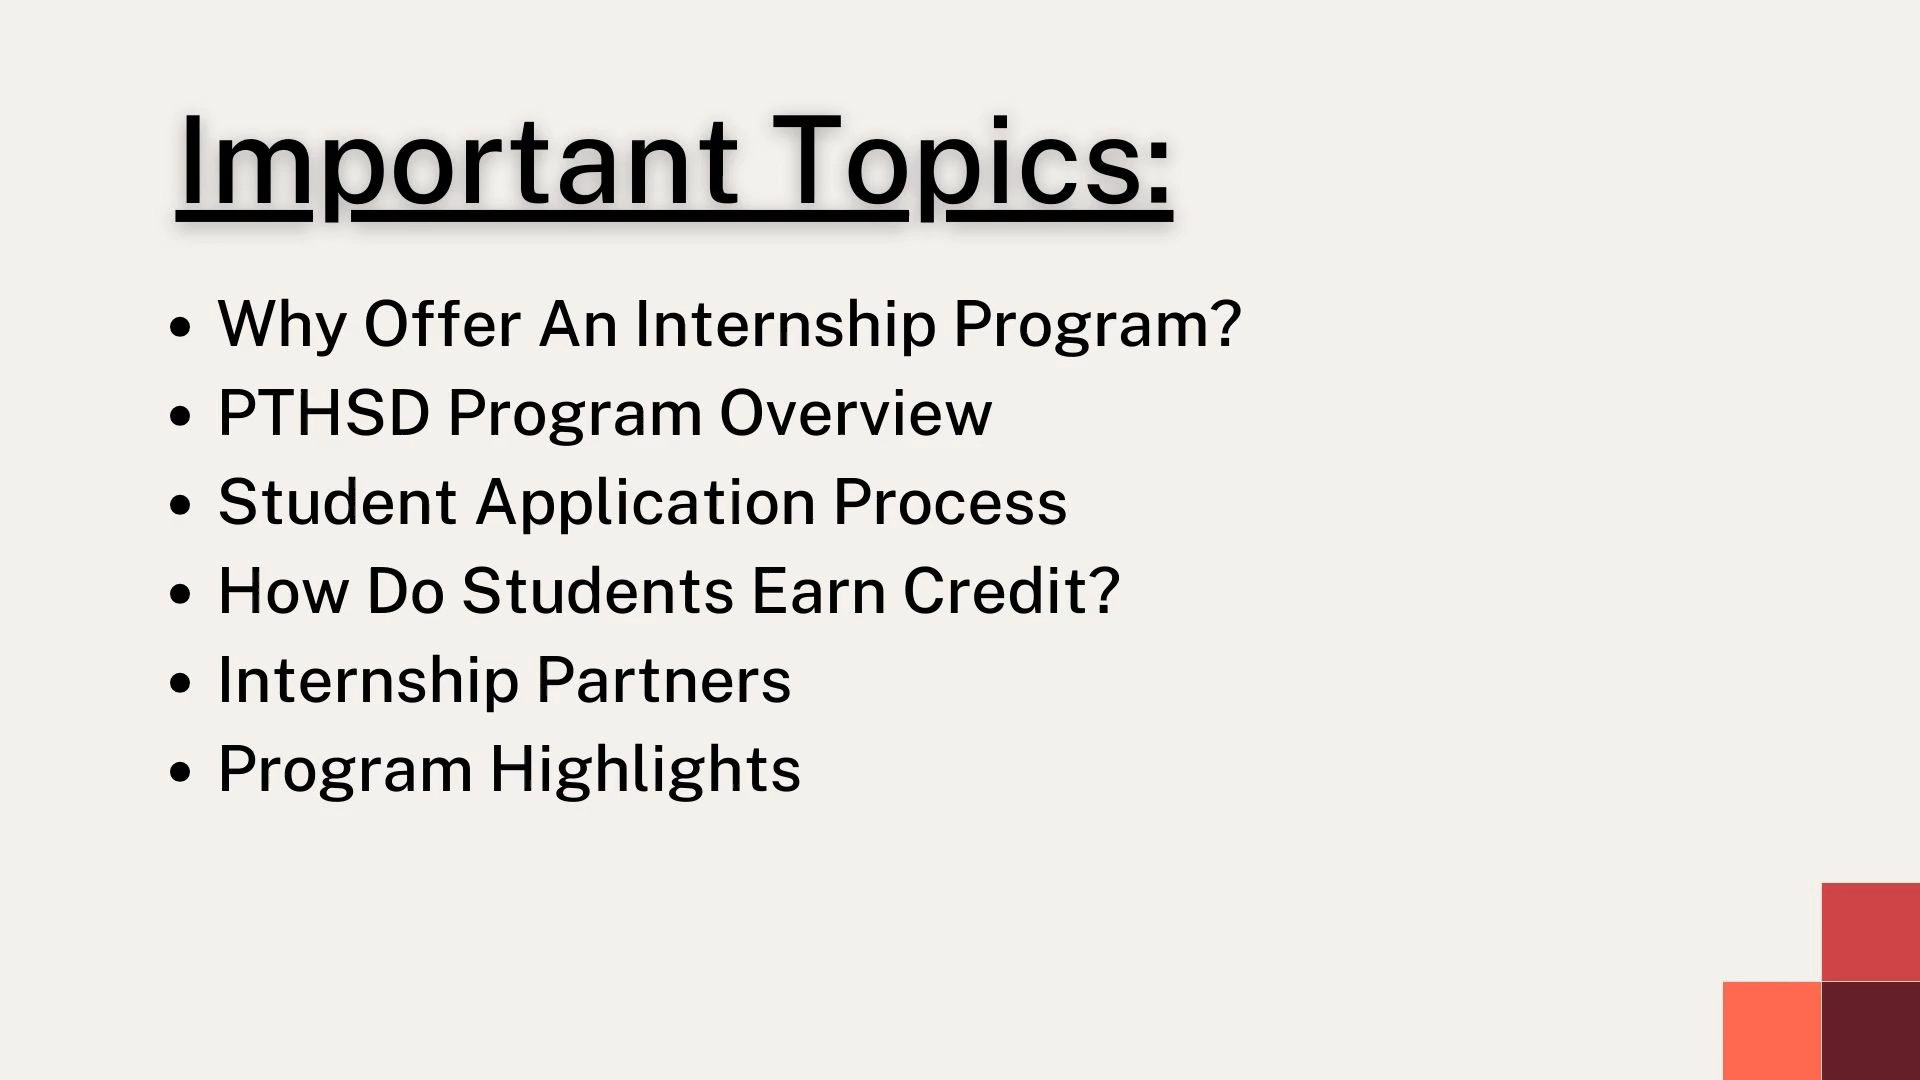 Important Topics:
• Why Offer An Internship Program?
• PTHSD Program Overview
• Student Application Process
• How Do Students Earn Credit?
• Internship Partners
• Program Highlights